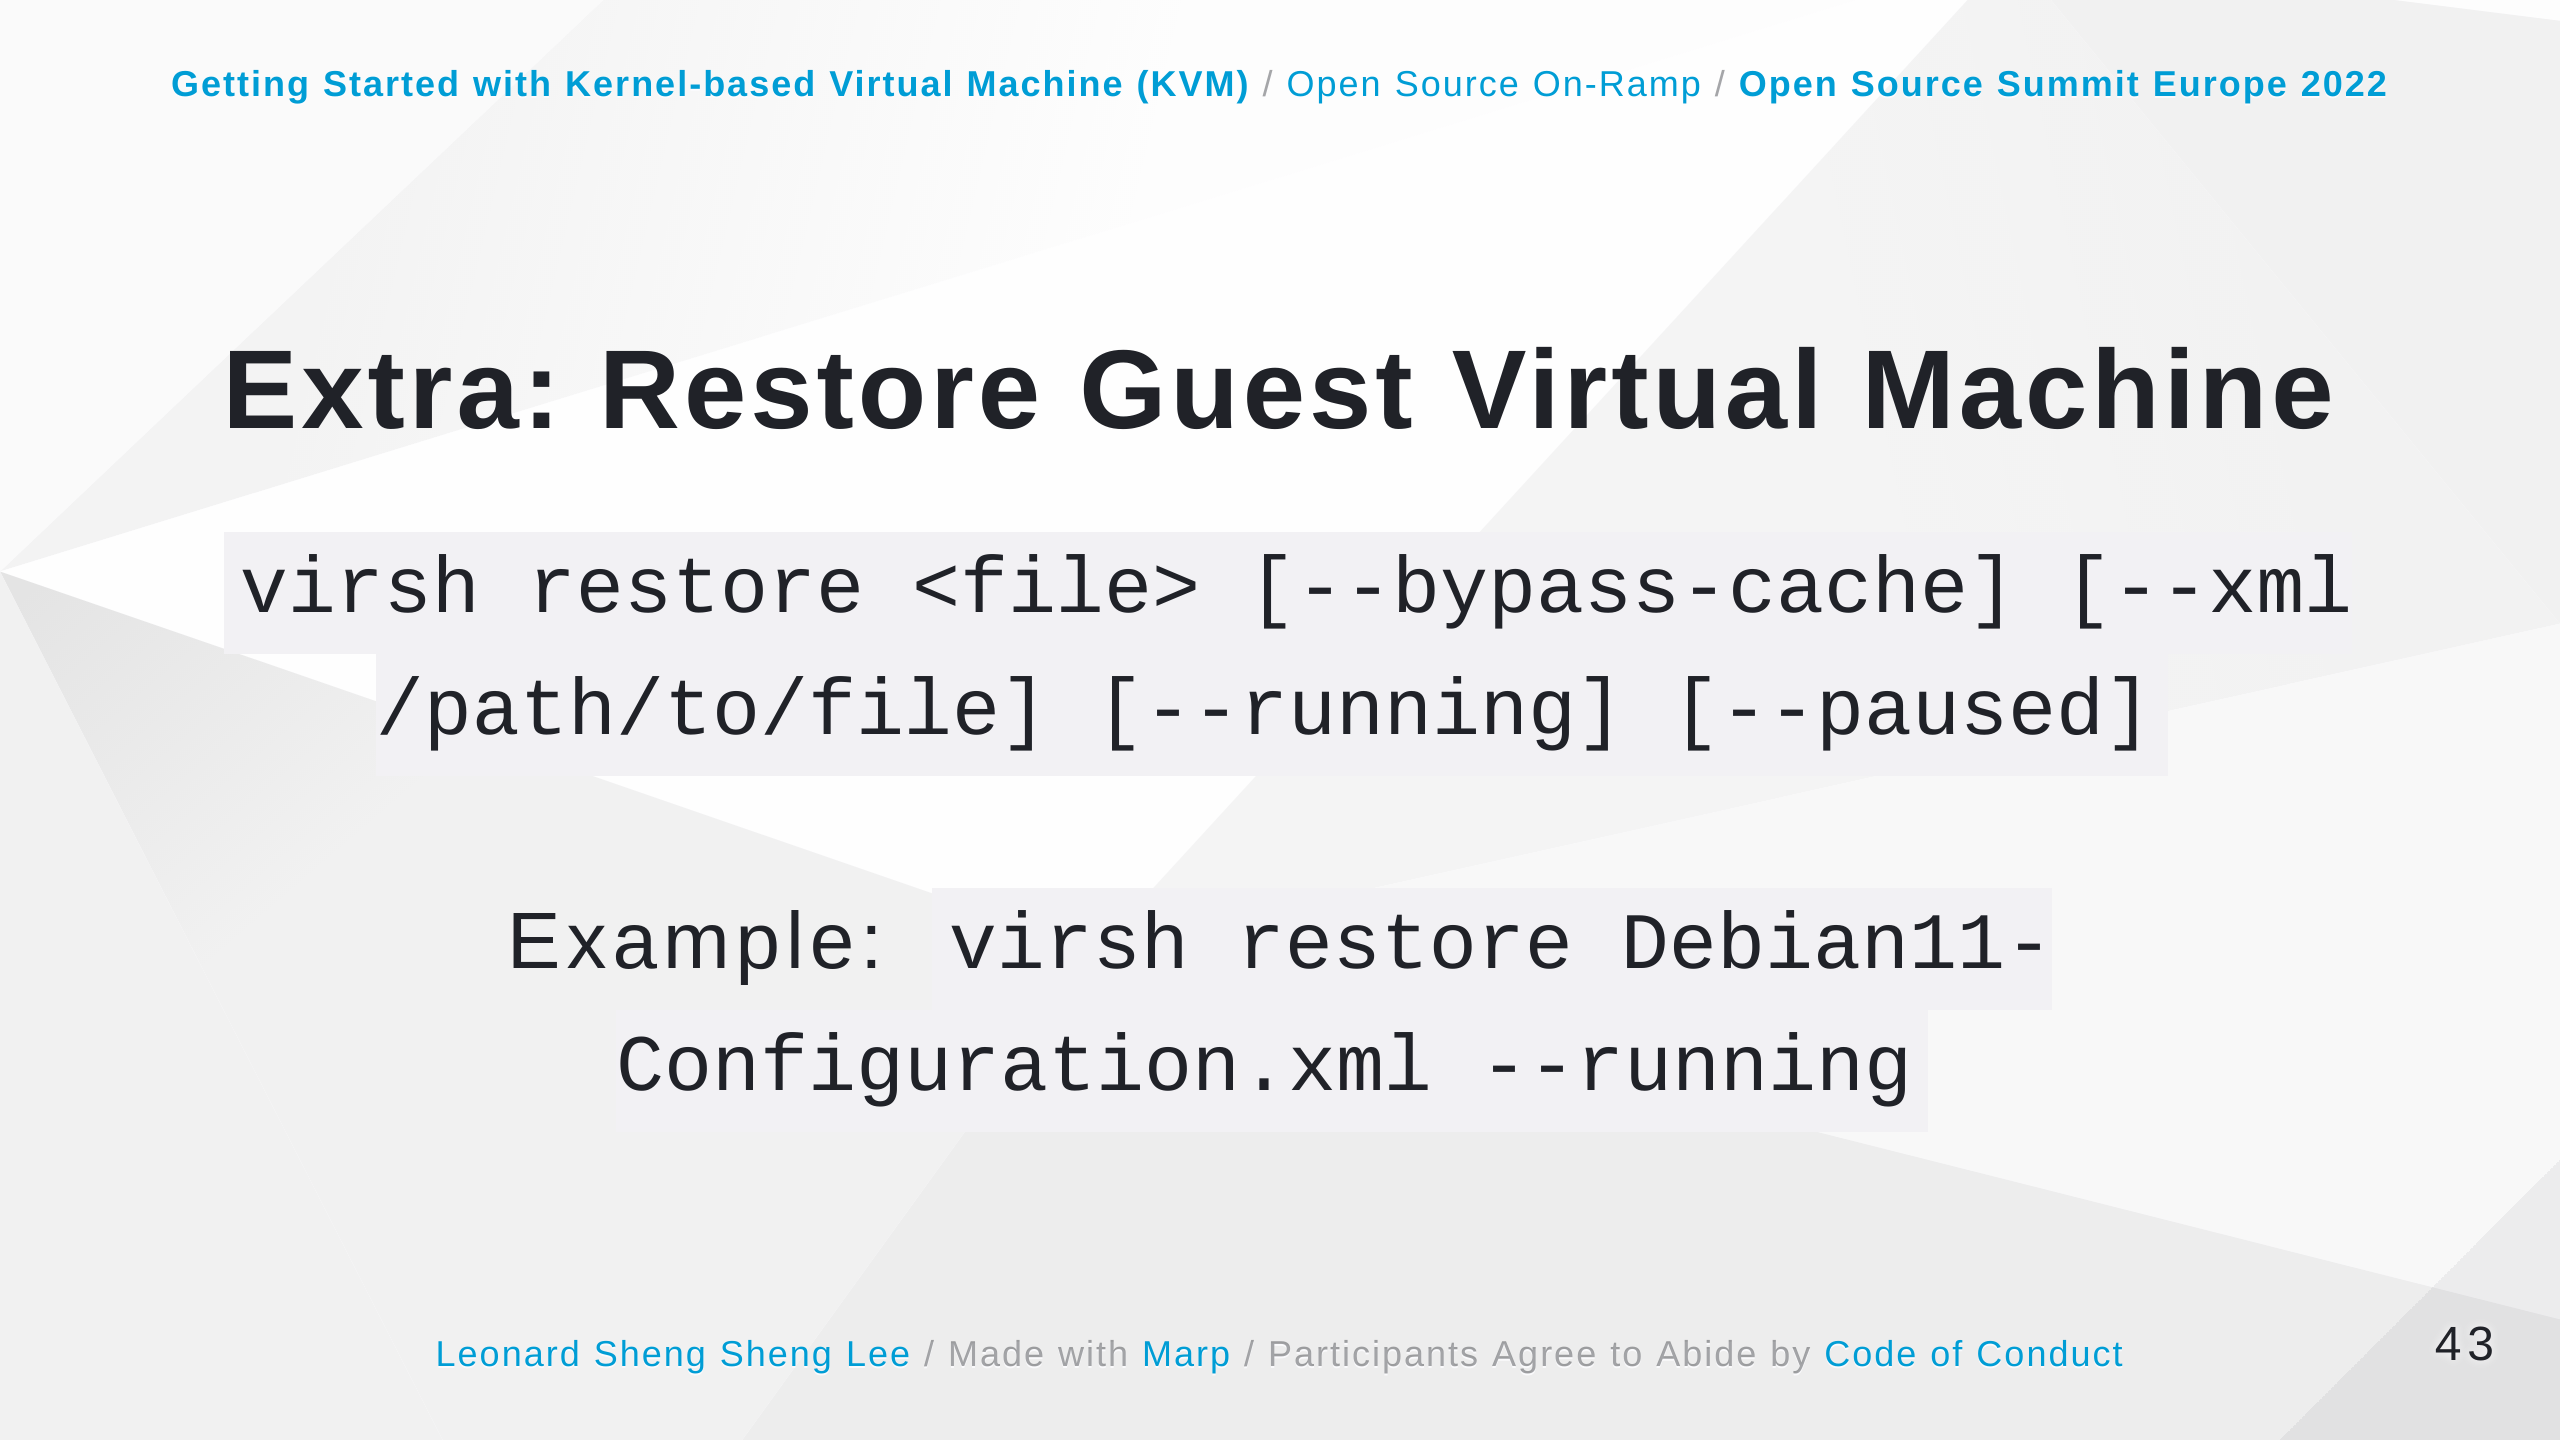 Getting Started with Kernel-based Virtual Machine (KVM) / Open Source On-Ramp / Open Source Summit Europe 2022
Extra: Restore Guest Virtual Machine
virsh restore <file> [--bypass-cache] [--xml
/path/to/file] [--running] [--paused]
Example: virsh restore Debian11-
Configuration.xml --running
Leonard Sheng Sheng Lee / Made with Marp / Participants Agree to Abide by Code of Conduct
43